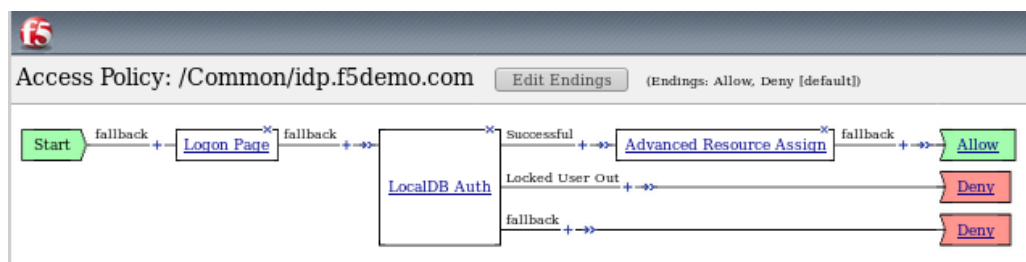 f5
Access Policy: /Common/idp.f5demo.com Edit Endings (Endings: Allow, Deny [default])
Start fallback + Logon Page × fallback + LocalDB Auth × Successful + Advanced Resource Assign × fallback + Allow
Locked User Out + Deny
fallback + Deny